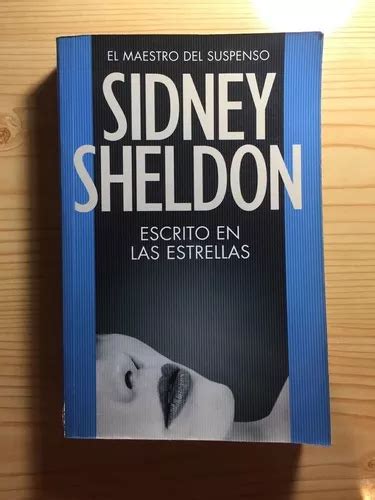 EL MAESTRO DEL SUSPENSO
SIDNEY
SHELDON
ESCRITO EN
LAS ESTRELLAS